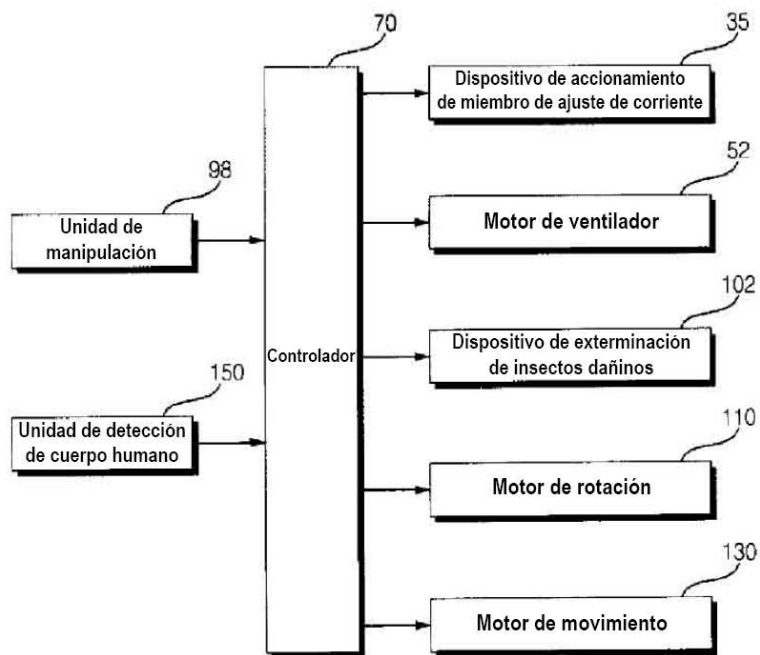 70
35
Dispositivo de accionamiento
de miembro de ajuste de corriente
98
52
Unidad de
manipulación
Motor de ventilador
102
Controlador
Dispositivo de exterminación
de insectos dañinos
150
Unidad de detección
de cuerpo humano
110
Motor de rotación
130
Motor de movimiento